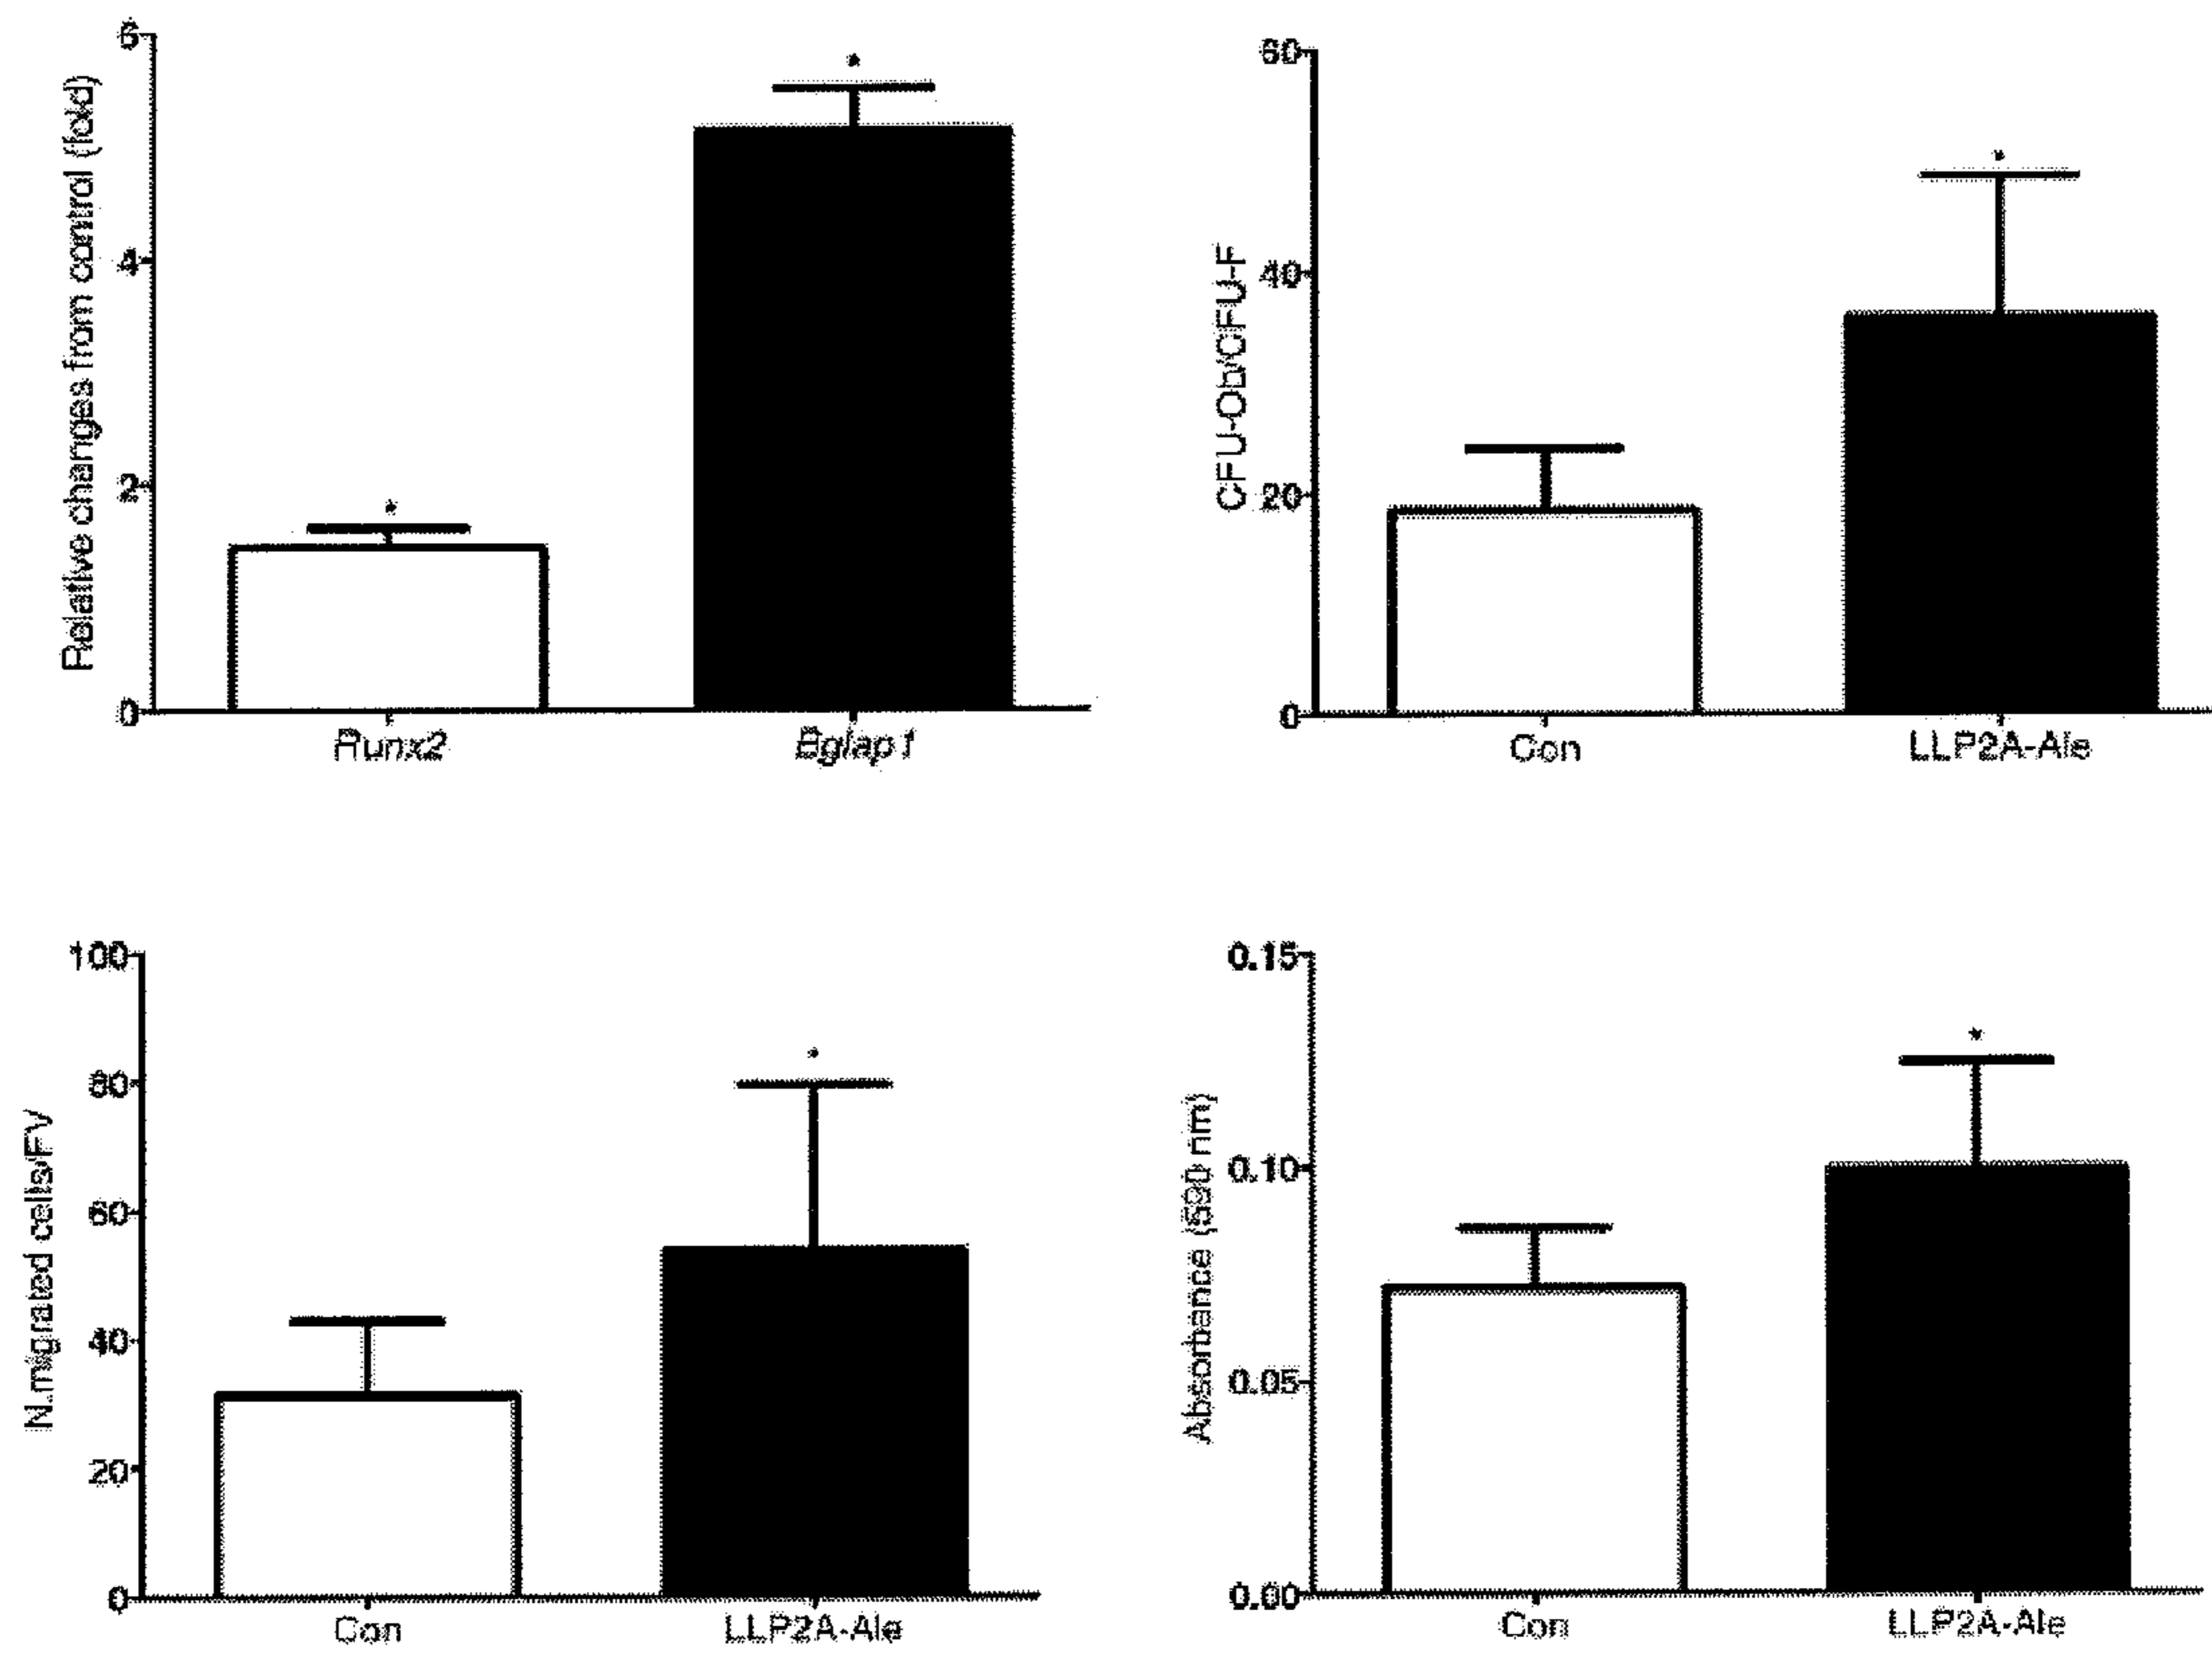 Relative changes from control (fold)
6
4
2
0
*
*
Runx2
Bglap1
CFU-Ob/CFU-F
60
40
20
0
*
Con
LLP2A-Ale
N.migrated cells/FV
100
80
60
40
20
0
*
Con
LLP2A-Ale
Absorbance (590 nm)
0.15
0.10
0.05
0.00
*
Con
LLP2A-Ale